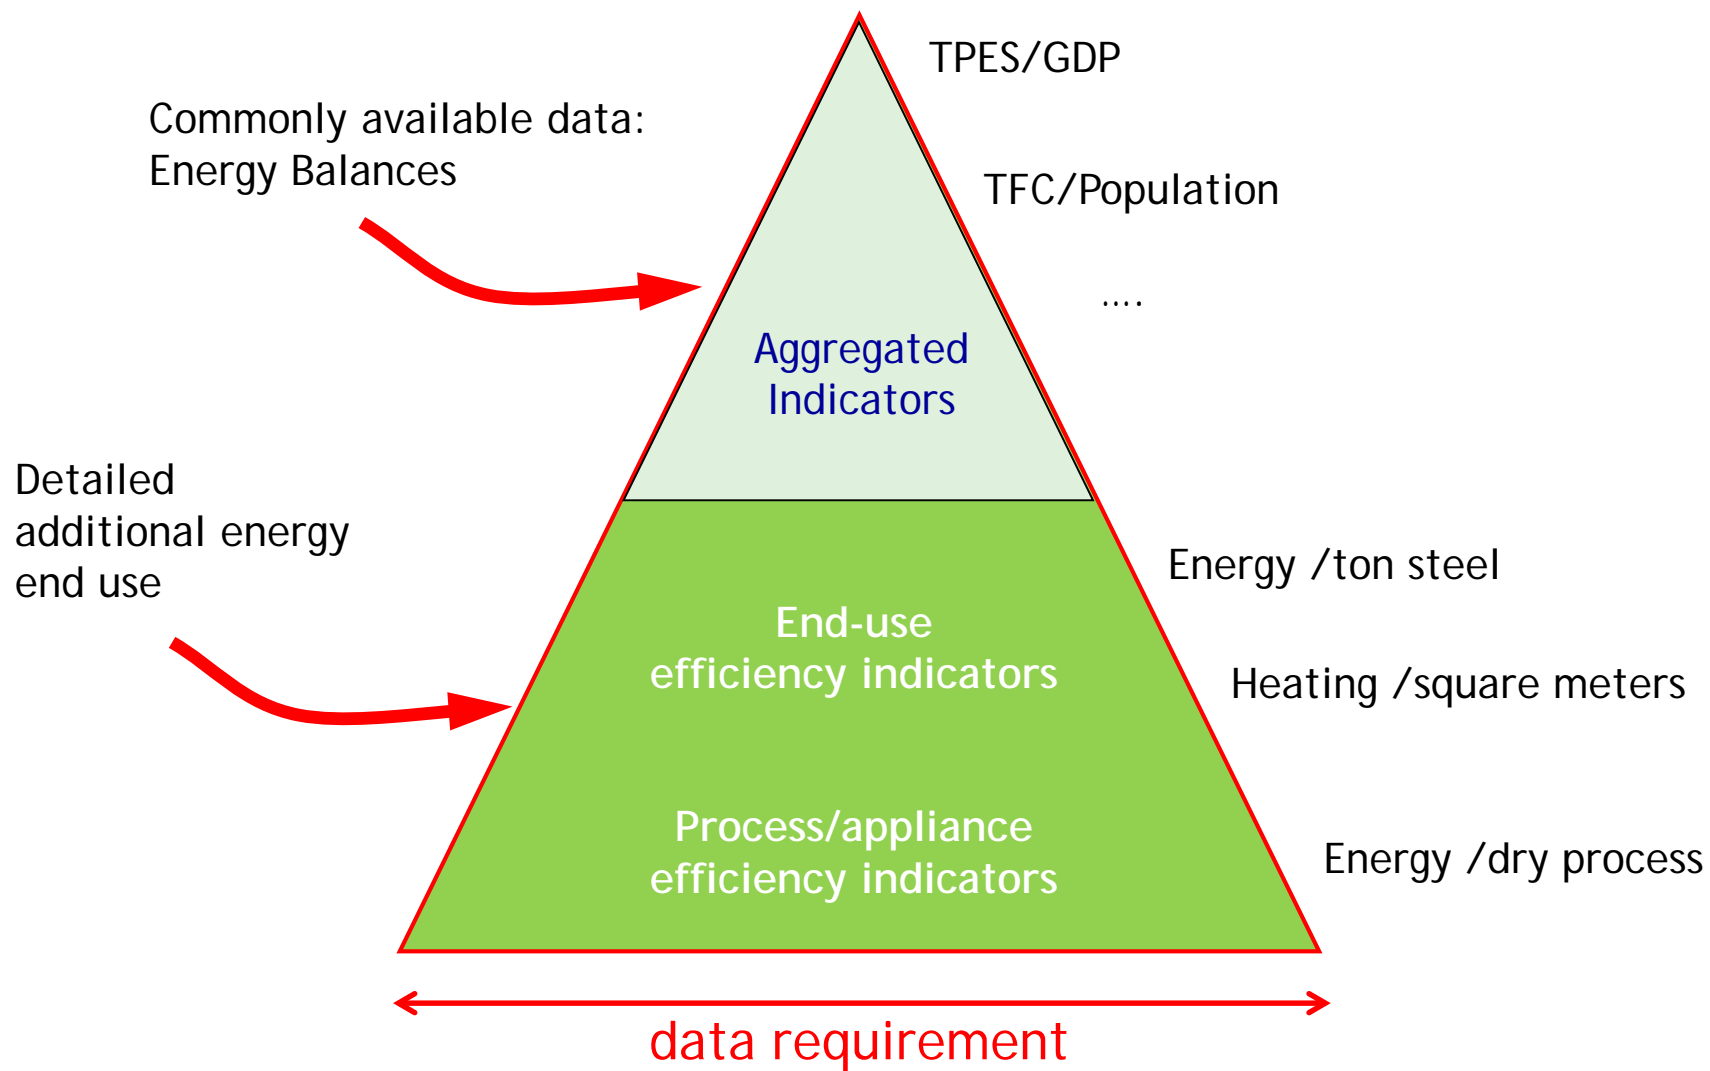 TPES/GDP
Commonly available data:
Energy Balances
TFC/Population
....
Aggregated
Indicators
Detailed
additional energy
end use
Energy /ton steel
End-use
efficiency indicators
Heating /square meters
Process/appliance
efficiency indicators
Energy /dry process
data requirement